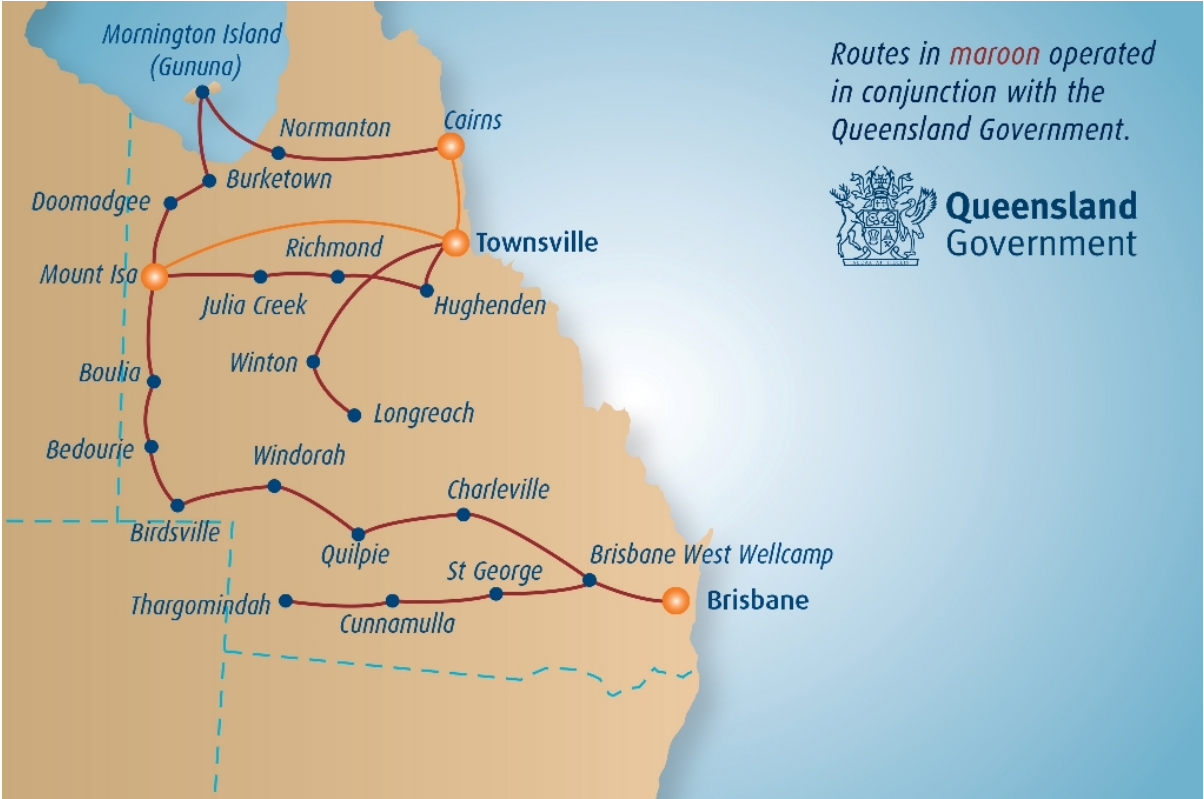 Mornington Island
(Gununa)
Routes in maroon operated
in conjunction with the
Queensland Government.
Normanton
Cairns
Burketown
Doomadgee
Queensland
Government
Richmond
Townsville
Mount Isa
Julia Creek
Hughenden
Winton
Boulia
Longreach
Bedourie
Windorah
Charleville
Birdsville
Quilpie
Brisbane West Wellcamp
St George
Thargomindah
Brisbane
Cunnamulla